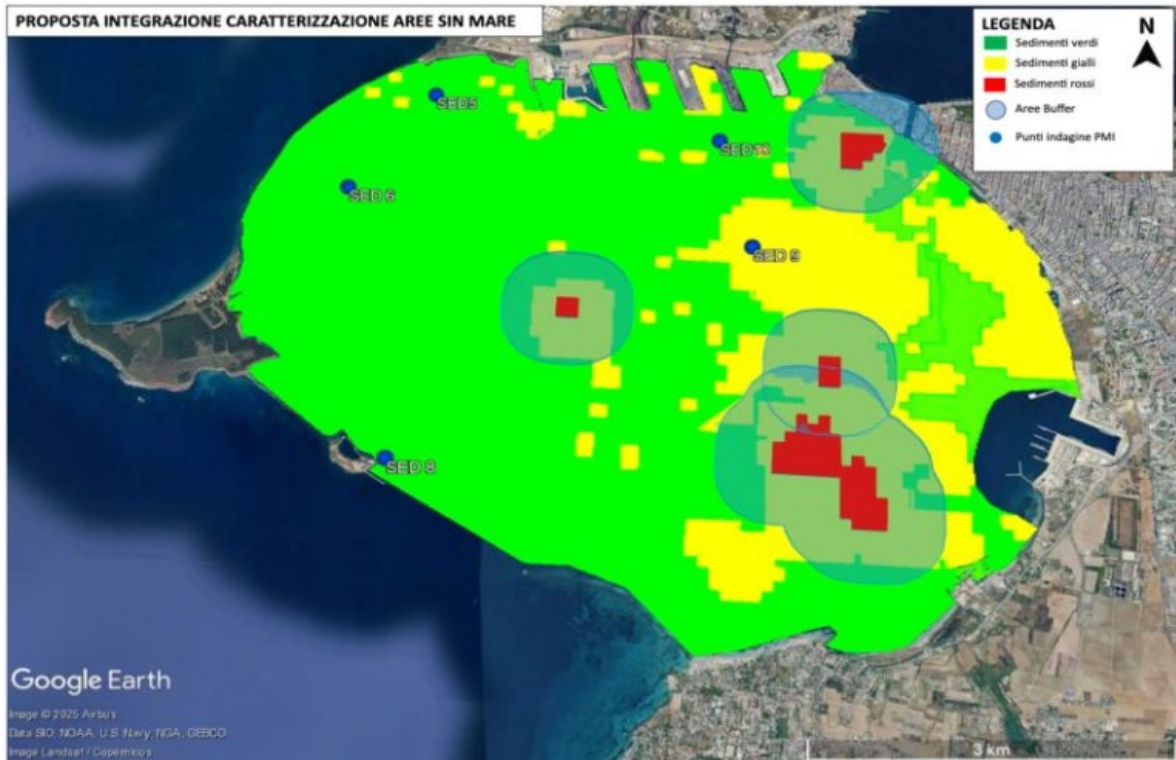 PROPOSTA INTEGRAZIONE CARATTERIZZAZIONE AREE SIN MARE
LEGENDA
N
Sedimenti verdi
Sedimenti gialli
Sedimenti rossi
Aree Buffer
Punti indagine PMI
SED5
SED13
SED 6
SED 9
SED 8
Google Earth
Image © 2025 Airbus
Data SIO, NOAA, U.S. Navy, NGA, GEBCO
Image Landsat / Copernicus
3 km